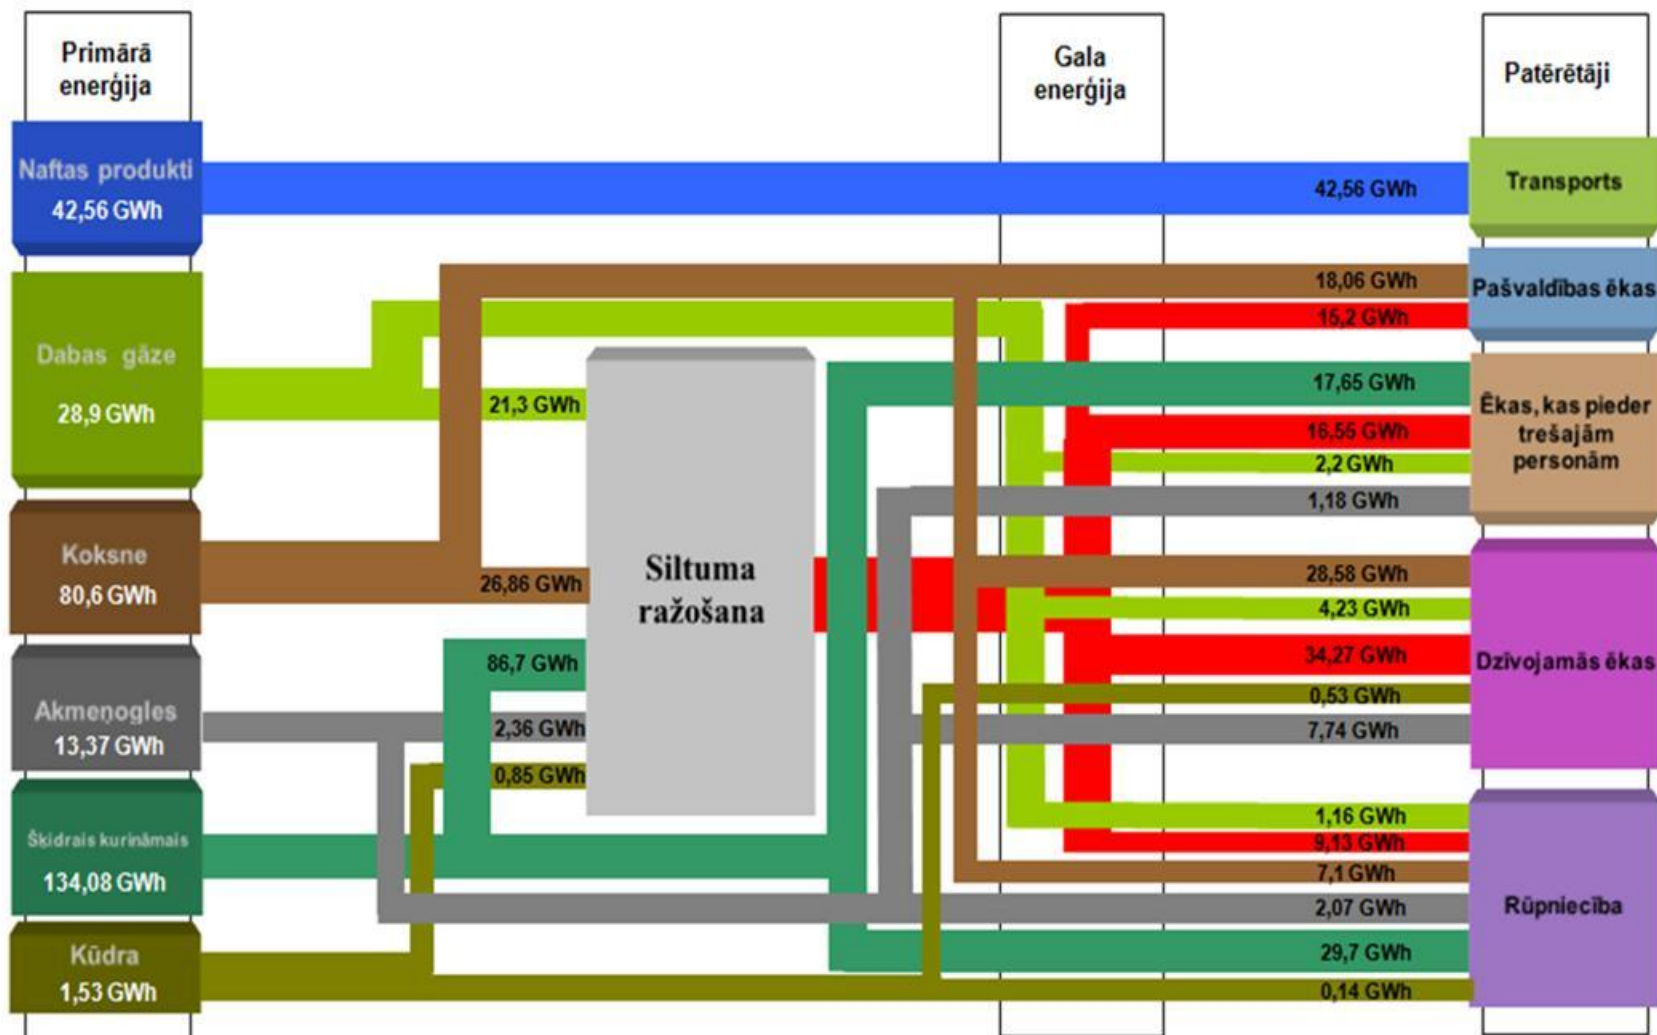 Primārā
enerģija
Gala
enerģija
Patērētāji
Naftas produkti
42,56 GWh
Dabas gāze
28,9 GWh
Koksne
80,6 GWh
Akmeņogles
13,37 GWh
Šķidrais kurināmais
134,08 GWh
Kūdra
1,53 GWh
21,3 GWh
26,86 GWh
86,7 GWh
2,36 GWh
0,85 GWh
Siltuma
ražošana
42,56 GWh
18,06 GWh
15,2 GWh
17,65 GWh
16,55 GWh
2,2 GWh
1,18 GWh
28,58 GWh
4,23 GWh
34,27 GWh
0,53 GWh
7,74 GWh
1,16 GWh
9,13 GWh
7,1 GWh
2,07 GWh
29,7 GWh
0,14 GWh
Transports
Pašvaldības ēkas
Ēkas, kas pieder
trešajām
personām
Dzīvojamās ēkas
Rūpniecība